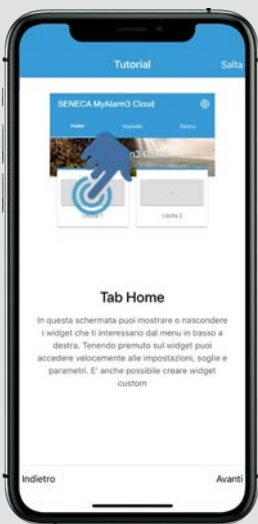 Tutorial
Salta
SENECA MyAlarm3 Cloud
Home
Uscita 2
Tab Home
In questa schermata puoi mostrare o nascondere
i widget che ti interessano dal menu in basso a
destra. Tenendo premuto sul widget puoi
accedere velocemente alle impostazioni, soglie e
parametri. E' anche possibile creare widget
custom
Indietro
Avanti